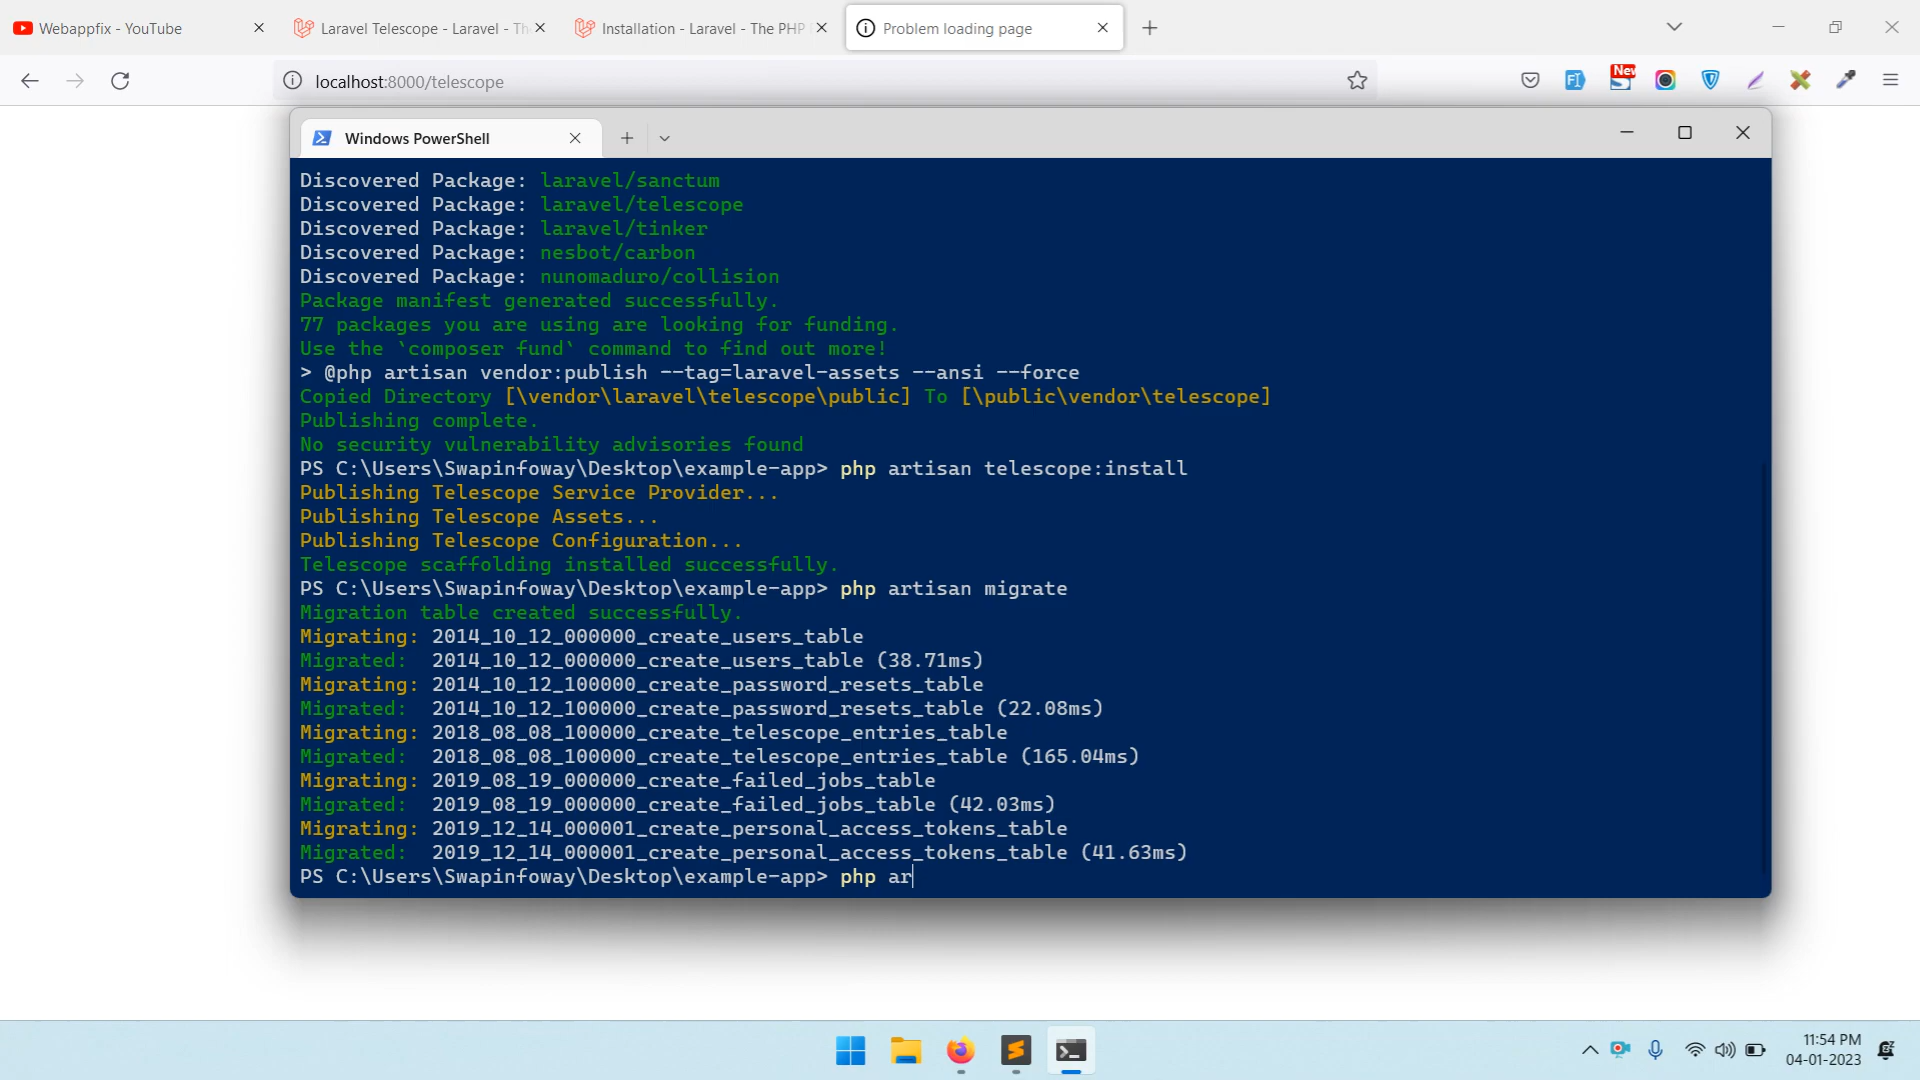 Webappfix - YouTube
Laravel Telescope - Laravel - Th
Installation - Laravel - The PHP
Problem loading page
localhost:8000/telescope
New
Windows PowerShell
Discovered Package: laravel/sanctum
Discovered Package: laravel/telescope
Discovered Package: laravel/tinker
Discovered Package: nesbot/carbon
Discovered Package: nunomaduro/collision
Package manifest generated successfully.
77 packages you are using are looking for funding.
Use the `composer fund` command to find out more!
> @php artisan vendor:publish --tag=laravel-assets --ansi --force
Copied Directory [\vendor\laravel\telescope\public] To [\public\vendor\telescope]
Publishing complete.
No security vulnerability advisories found
PS C:\Users\Swapinfoway\Desktop\example-app> php artisan telescope:install
Publishing Telescope Service Provider...
Publishing Telescope Assets...
Publishing Telescope Configuration...
Telescope scaffolding installed successfully.
PS C:\Users\Swapinfoway\Desktop\example-app> php artisan migrate
Migration table created successfully.
Migrating: 2014_10_12_000000_create_users_table
Migrated:  2014_10_12_000000_create_users_table (38.71ms)
Migrating: 2014_10_12_100000_create_password_resets_table
Migrated:  2014_10_12_100000_create_password_resets_table (22.08ms)
Migrating: 2018_08_08_100000_create_telescope_entries_table
Migrated:  2018_08_08_100000_create_telescope_entries_table (165.04ms)
Migrating: 2019_08_19_000000_create_failed_jobs_table
Migrated:  2019_08_19_000000_create_failed_jobs_table (42.03ms)
Migrating: 2019_12_14_000001_create_personal_access_tokens_table
Migrated:  2019_12_14_000001_create_personal_access_tokens_table (41.63ms)
PS C:\Users\Swapinfoway\Desktop\example-app> php ar
11:54 PM
04-01-2023